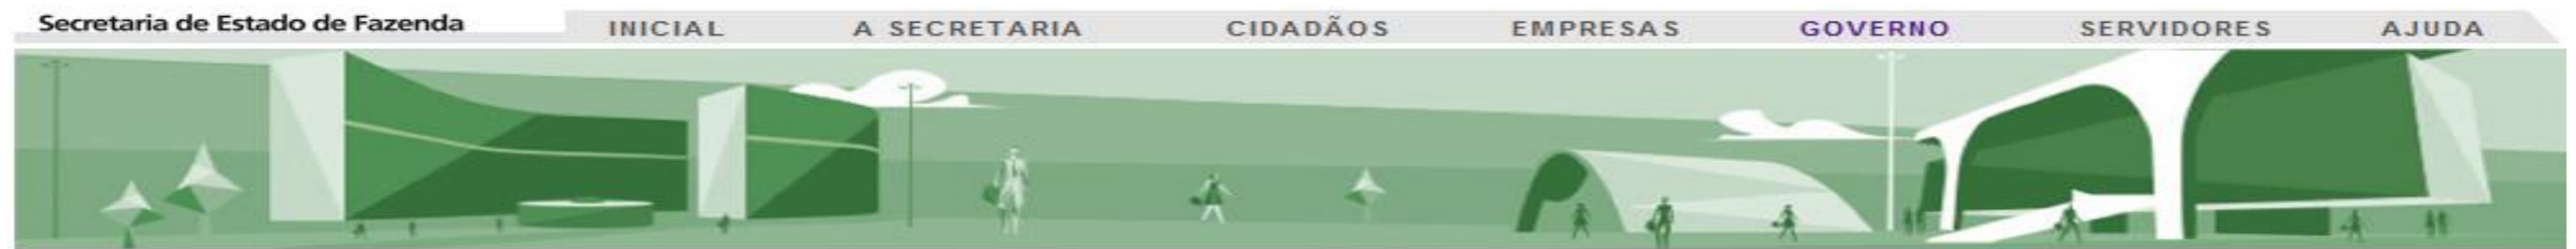 Secretaria de Estado de Fazenda
INICIAL A SECRETARIA CIDADÃOS EMPRESAS GOVERNO SERVIDORES AJUDA